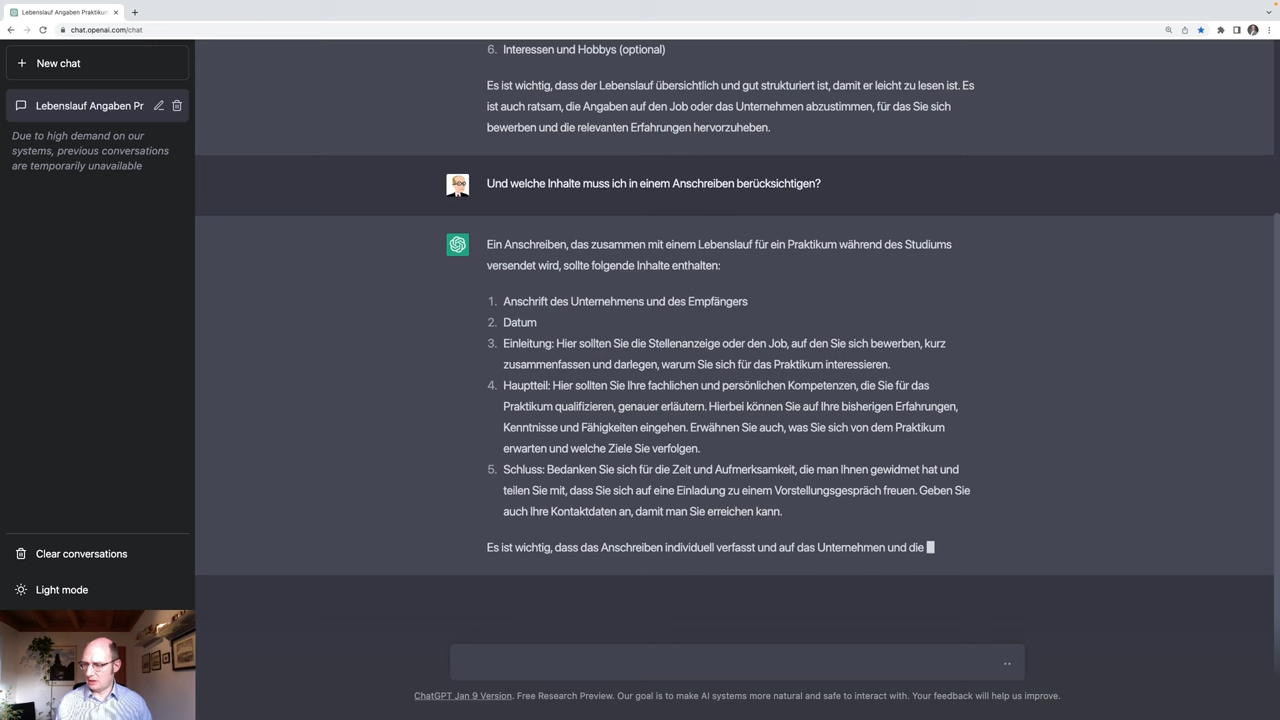 Lebenslauf Angaben Praktikum
chat.openai.com/chat
New chat
Lebenslauf Angaben Pr
Due to high demand on our
systems, previous conversations
are temporarily unavailable
Clear conversations
Light mode
6. Interessen und Hobbys (optional)
Es ist wichtig, dass der Lebenslauf übersichtlich und gut strukturiert ist, damit er leicht zu lesen ist. Es
ist auch ratsam, die Angaben auf den Job oder das Unternehmen abzustimmen, für das Sie sich
bewerben und die relevanten Erfahrungen hervorzuheben.
Und welche Inhalte muss ich in einem Anschreiben berücksichtigen?
Ein Anschreiben, das zusammen mit einem Lebenslauf für ein Praktikum während des Studiums
versendet wird, sollte folgende Inhalte enthalten:
1. Anschrift des Unternehmens und des Empfängers
2. Datum
3. Einleitung: Hier sollten Sie die Stellenanzeige oder den Job, auf den Sie sich bewerben, kurz
zusammenfassen und darlegen, warum Sie sich für das Praktikum interessieren.
4. Hauptteil: Hier sollten Sie Ihre fachlichen und persönlichen Kompetenzen, die Sie für das
Praktikum qualifizieren, genauer erläutern. Hierbei können Sie auf Ihre bisherigen Erfahrungen,
Kenntnisse und Fähigkeiten eingehen. Erwähnen Sie auch, was Sie sich von dem Praktikum
erwarten und welche Ziele Sie verfolgen.
5. Schluss: Bedanken Sie sich für die Zeit und Aufmerksamkeit, die man Ihnen gewidmet hat und
teilen Sie mit, dass Sie sich auf eine Einladung zu einem Vorstellungsgespräch freuen. Geben Sie
auch Ihre Kontaktdaten an, damit man Sie erreichen kann.
Es ist wichtig, dass das Anschreiben individuell verfasst und auf das Unternehmen und die
ChatGPT Jan 9 Version. Free Research Preview. Our goal is to make AI systems more natural and safe to interact with. Your feedback will help us improve.